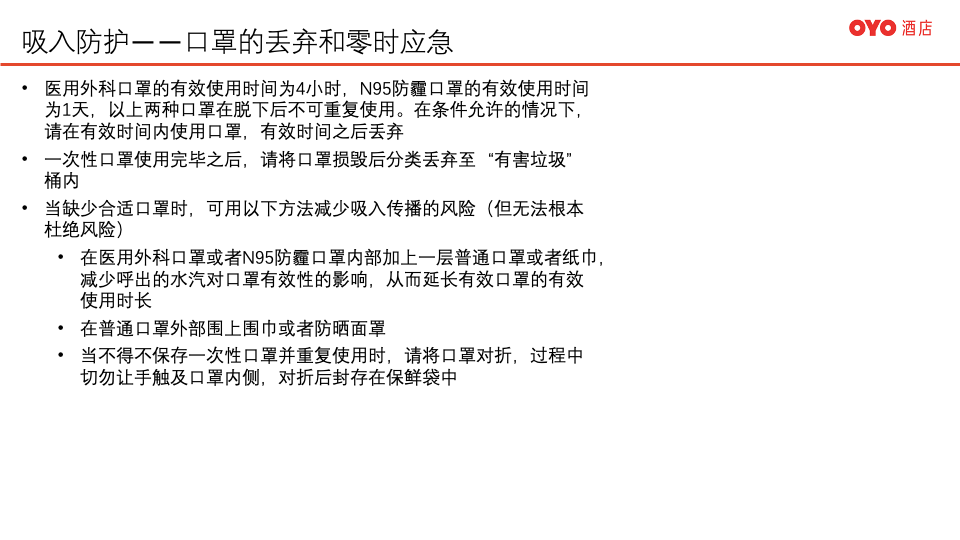 吸入防护——口罩的丢弃和零时应急
OYO 酒店
• 医用外科口罩的有效使用时间为4小时，N95防霾口罩的有效使用时间
为1天，以上两种口罩在脱下后不可重复使用。在条件允许的情况下，
请在有效时间内使用口罩，有效时间之后丢弃
• 一次性口罩使用完毕之后，请将口罩损毁后分类丢弃至“有害垃圾”
桶内
• 当缺少合适口罩时，可用以下方法减少吸入传播的风险（但无法根本
杜绝风险）
• 在医用外科口罩或者N95防霾口罩内部加上一层普通口罩或者纸巾，
减少呼出的水汽对口罩有效性的影响，从而延长有效口罩的有效
使用时长
• 在普通口罩外部围上围巾或者防晒面罩
• 当不得不保存一次性口罩并重复使用时，请将口罩对折，过程中
切勿让手触及口罩内侧，对折后封存在保鲜袋中